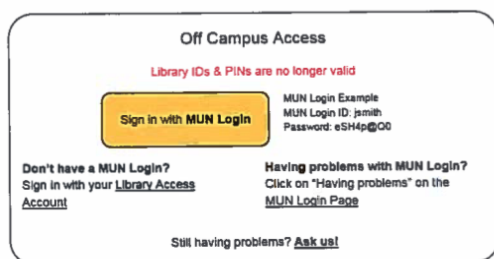 Off Campus Access
Library IDs & PINs are no longer valid
Sign in with MUN Login
MUN Login Example
MUN Login ID: jsmith
Password: eSH4p@Q0
Don't have a MUN Login?
Sign in with your Library Access
Account
Having problems with MUN Login?
Click on "Having problems" on the
MUN Login Page
Still having problems? Ask us!